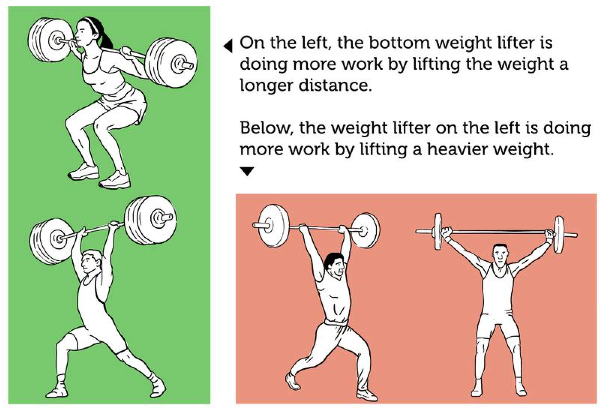 On the left, the bottom weight lifter is
doing more work by lifting the weight a
longer distance.
Below, the weight lifter on the left is doing
more work by lifting a heavier weight.